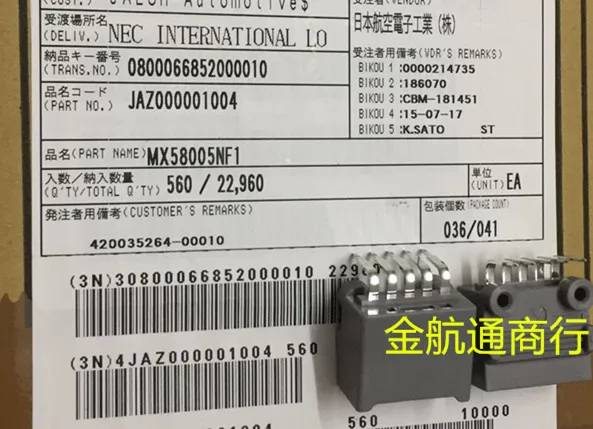 Automotive$
受渡場所名
(DELIV.) NEC INTERNATIONAL LO
納品キー番号
(TRANS.NO.) 0800066852000010
品名コード
(PART NO.) JAZ000001004
日本航空電子工業(株)
受注者用備考(VDR'S REMARKS)
BIKOU 1 :0000214735
BIKOU 2 :186070
BIKOU 3 :CBM-181451
BIKOU 4 :15-07-17
BIKOU 5 :K.SATO ST
品名(PART NAME) MX58005NF1
入数/納入数量
(Q'TY/TOTAL Q'TY) 560 / 22,960
単位
(UNIT) EA
発注者用備考(CUSTOMER'S REMARKS)
420035264-00010
包装個数(PACKAGE COUNT)
036/041
(3N)30800066852000010
(3N)4JAZ000001004 560
金航通商行
000001004
560 10000